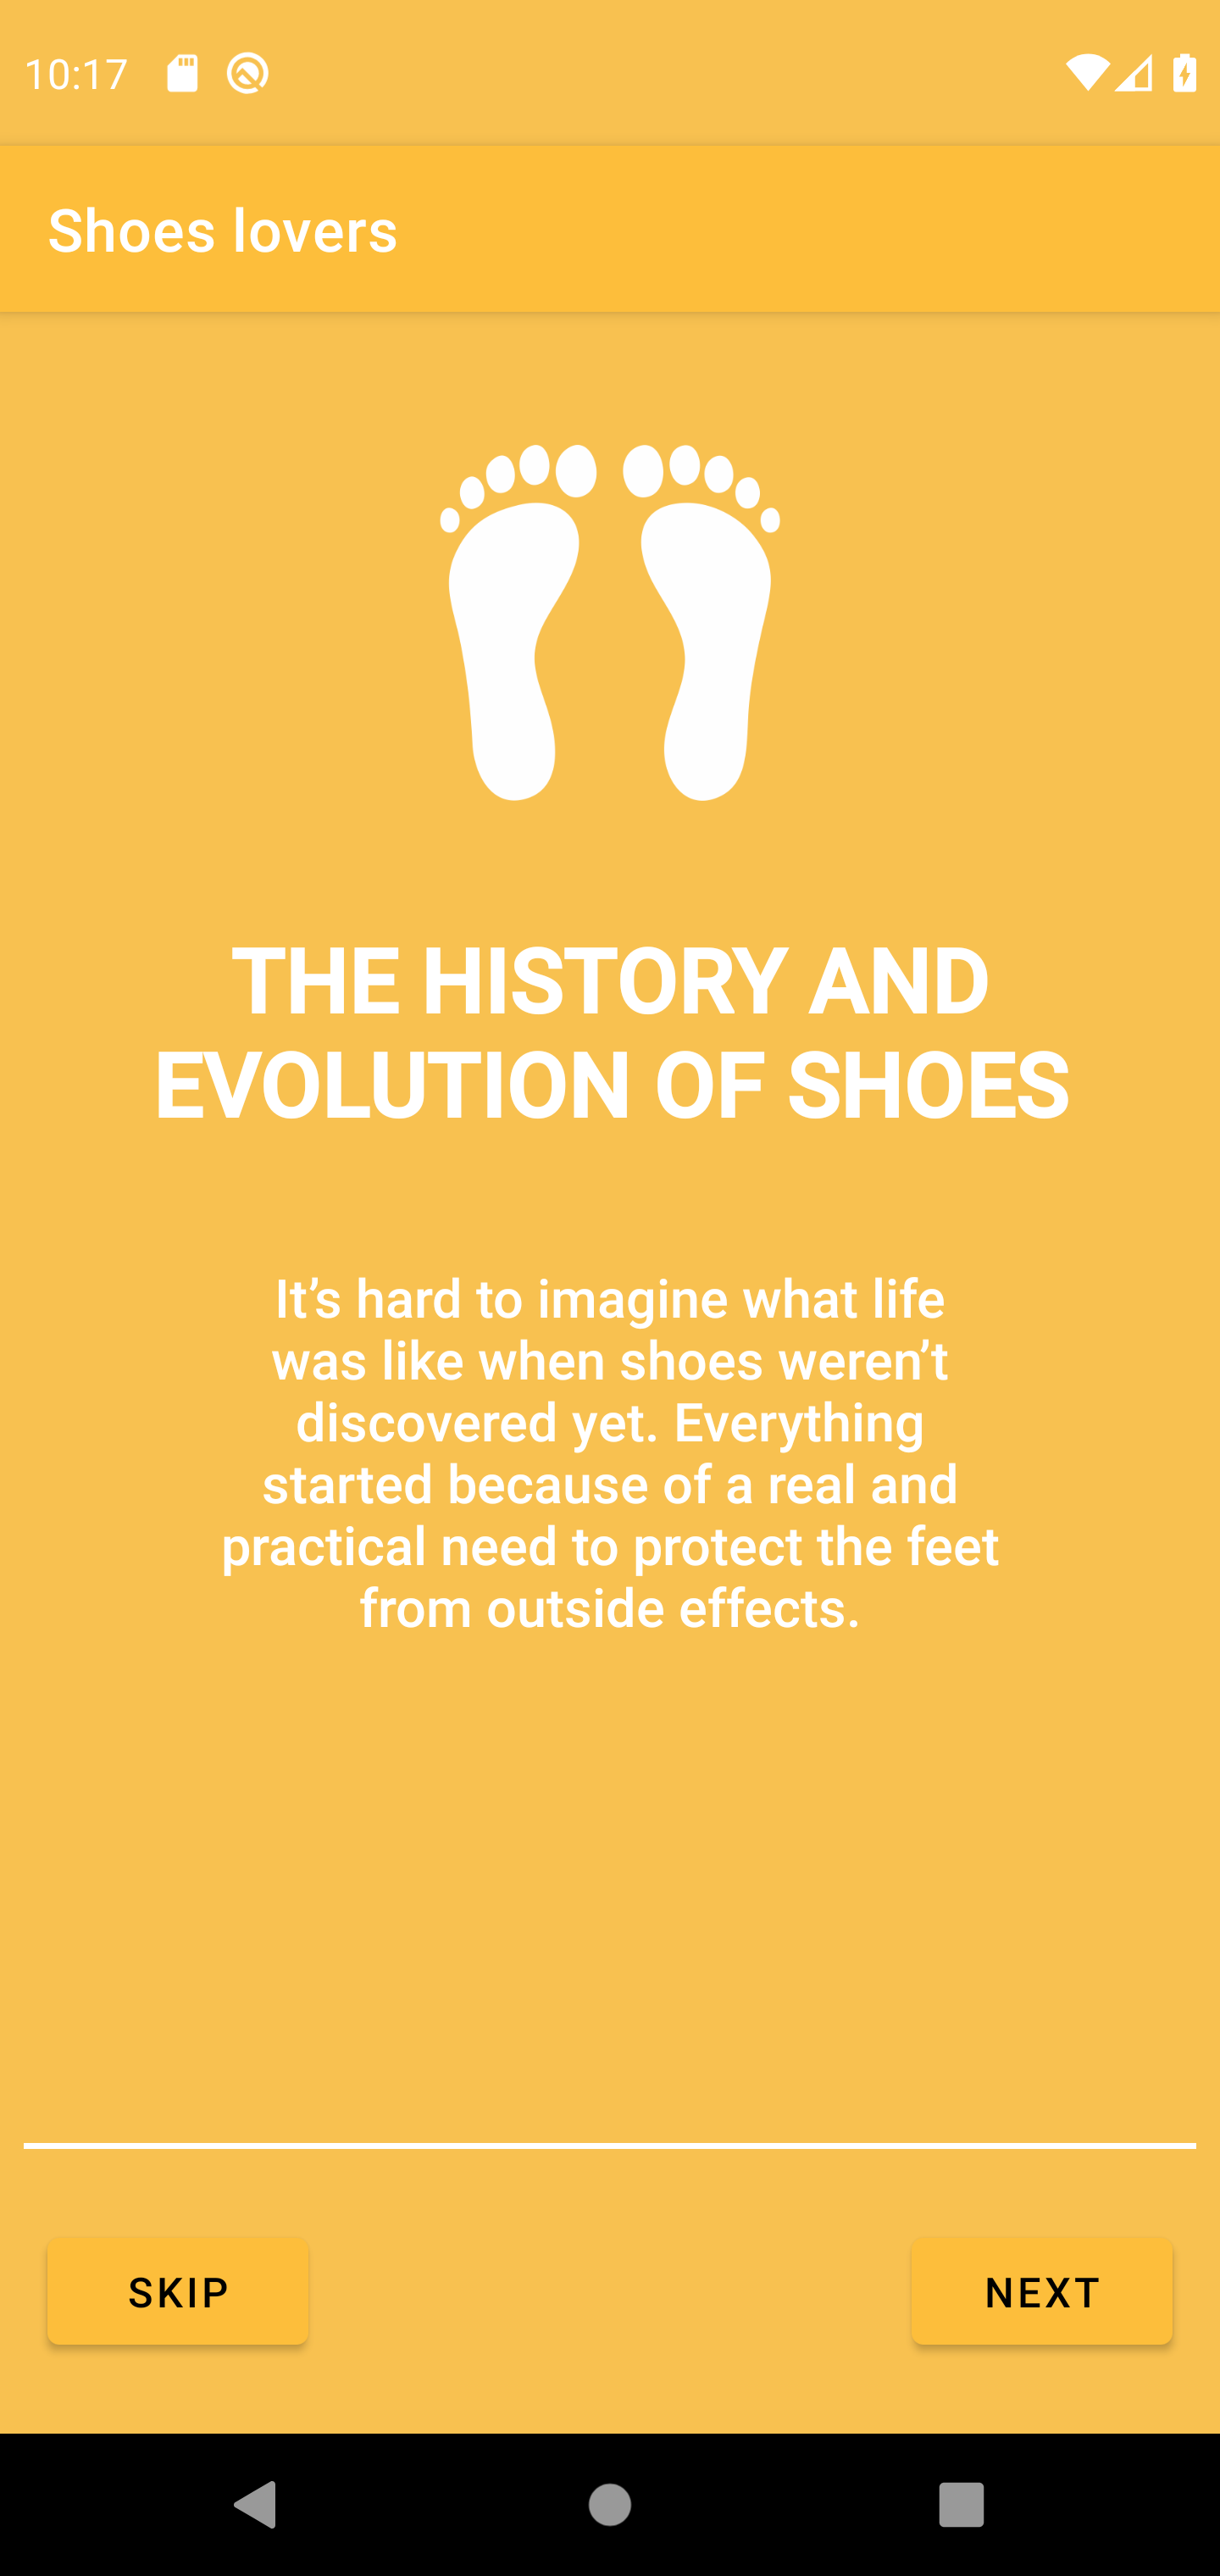 10:17
Shoes lovers
THE HISTORY AND
EVOLUTION OF SHOES
It’s hard to imagine what life
was like when shoes weren’t
discovered yet. Everything
started because of a real and
practical need to protect the feet
from outside effects.
SKIP
NEXT